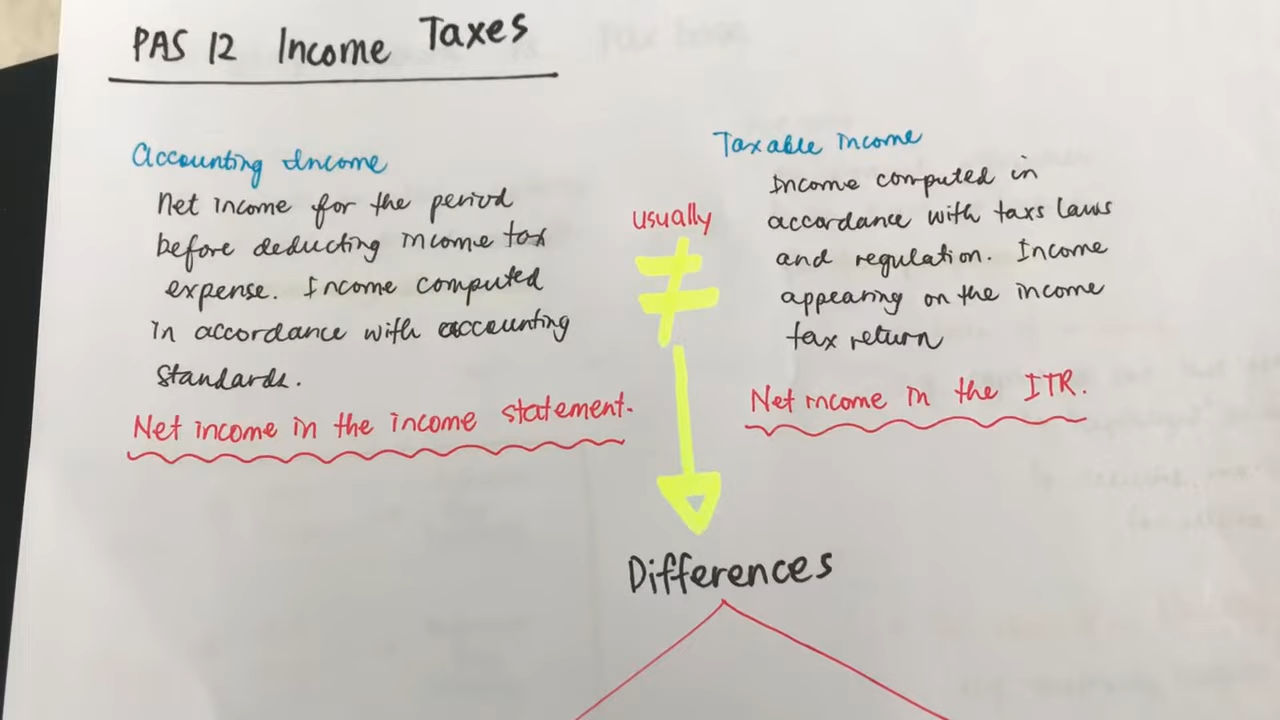 PAS 12 Income Taxes
Accounting Income
Net income for the period
before deducting income tax
expense. Income computed
in accordance with accounting
standards.
Net income in the income statement.
usually
≠
Taxable income
Income computed in
accordance with taxs laws
and regulation. Income
appearing on the income
tax return
Net income in the ITR.
Differences